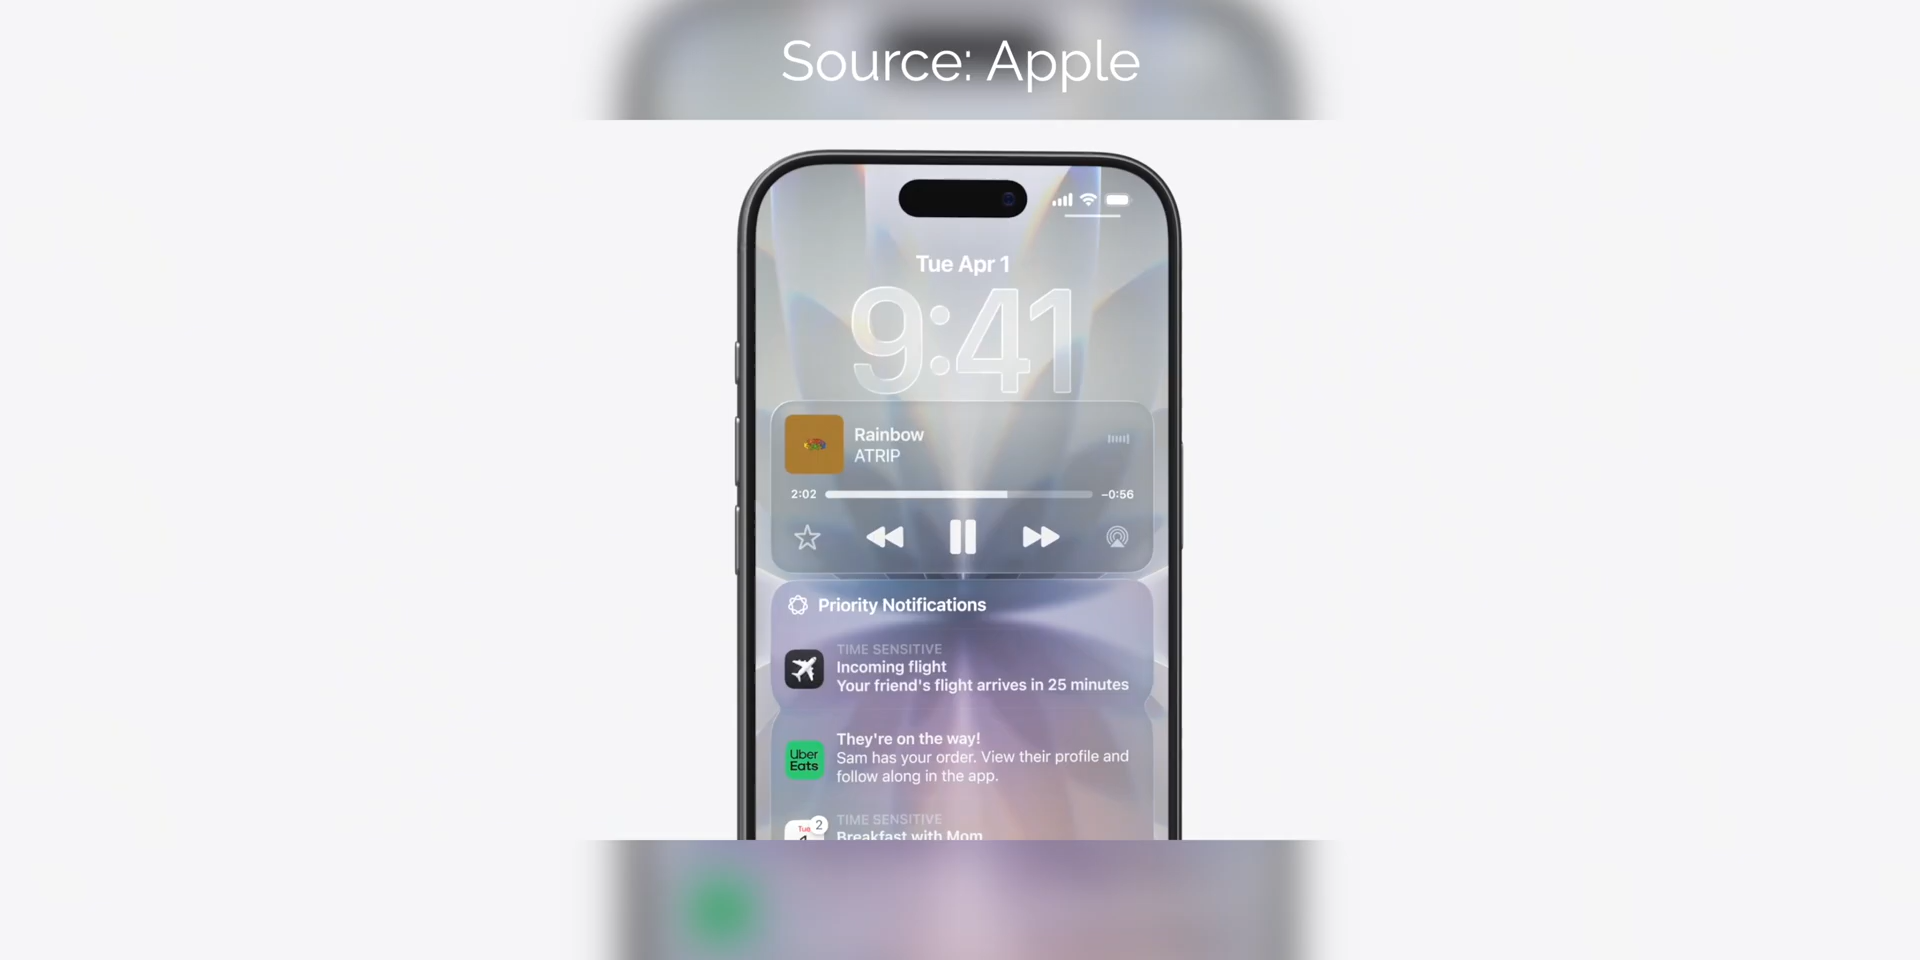 Source: Apple
Tue Apr 1
9:41
Rainbow
ATRIP
2:02
−0:56
Priority Notifications
TIME SENSITIVE
Incoming flight
Your friend's flight arrives in 25 minutes
Uber
Eats
They're on the way!
Sam has your order. View their profile and
follow along in the app.
TIME SENSITIVE
Tue
2
Breakfast with Mom